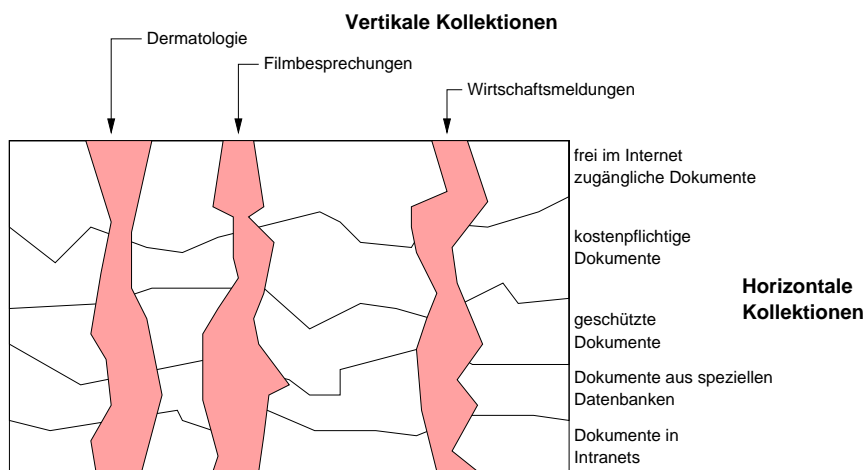 Vertikale Kollektionen
Dermatologie
Filmbesprechungen
Wirtschaftsmeldungen
frei im Internet
zugängliche Dokumente
kostenpflichtige
Dokumente
Horizontale
Kollektionen
geschützte
Dokumente
Dokumente aus speziellen
Datenbanken
Dokumente in
Intranets